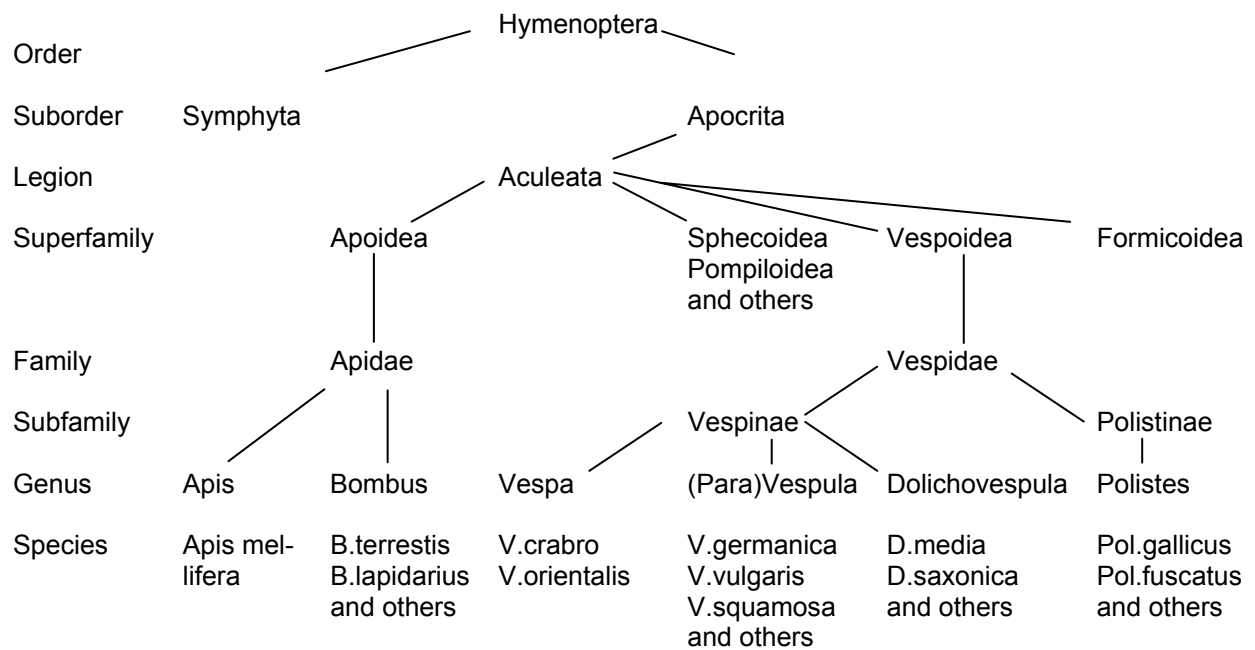 Hymenoptera
Order
Suborder Symphyta Apocrita
Legion Aculeata
Superfamily Apoidea Sphecoidea Vespoidea Formicoidea
Pompiloidea
and others
Family Apidae Vespidae
Subfamily Vespinae Polistinae
Genus Apis Bombus Vespa (Para)Vespula Dolichovespula Polistes
Species Apis mel- B.terrestis V.crabro V.germanica D.media Pol.gallicus
lifera B.lapidarius V.orientalis V.vulgaris D.saxonica Pol.fuscatus
and others V.squamosa and others and others
and others